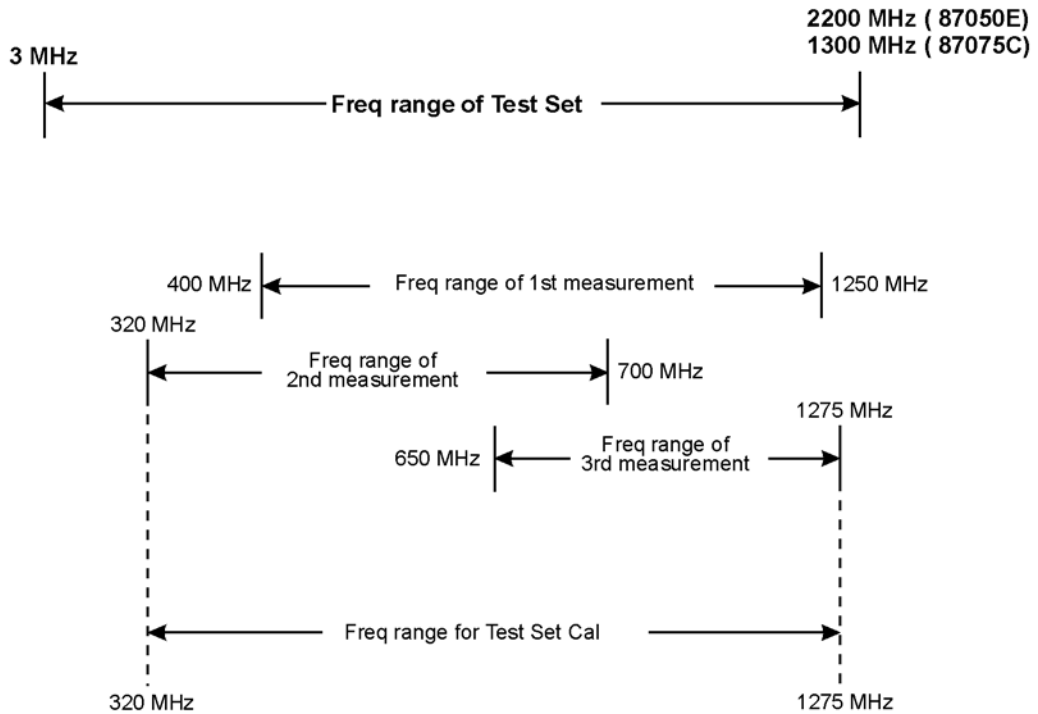 2200 MHz ( 87050E)
1300 MHz ( 87075C)
3 MHz
Freq range of Test Set
400 MHz
Freq range of 1st measurement
1250 MHz
320 MHz
Freq range of
2nd measurement
700 MHz
1275 MHz
650 MHz
Freq range of
3rd measurement
Freq range for Test Set Cal
320 MHz
1275 MHz